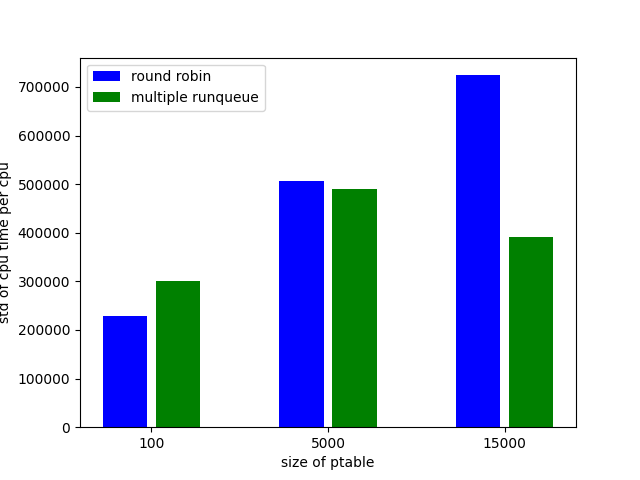 round robin
multiple runqueue
700000
600000
500000
400000
300000
200000
100000
0
std of cpu time per cpu
100
5000
15000
size of ptable